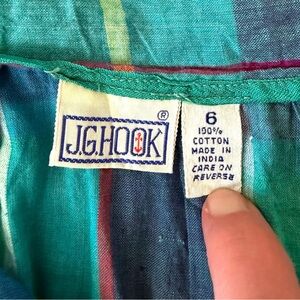 ®
J.G.HOOK
6
100%
COTTON
MADE IN
INDIA
CARE ON
REVERSE